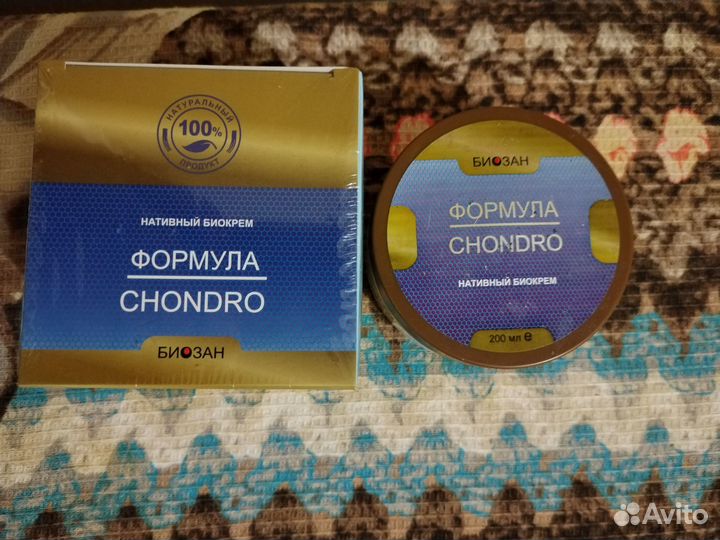 НАТУРАЛЬНЫЙ
100%
ПРОДУКТ
НАТИВНЫЙ БИОКРЕМ
ФОРМУЛА
CHONDRO
БИОЗАН
БИОЗАН
ФОРМУЛА
CHONDRO
НАТИВНЫЙ БИОКРЕМ
200 мл e
Avito